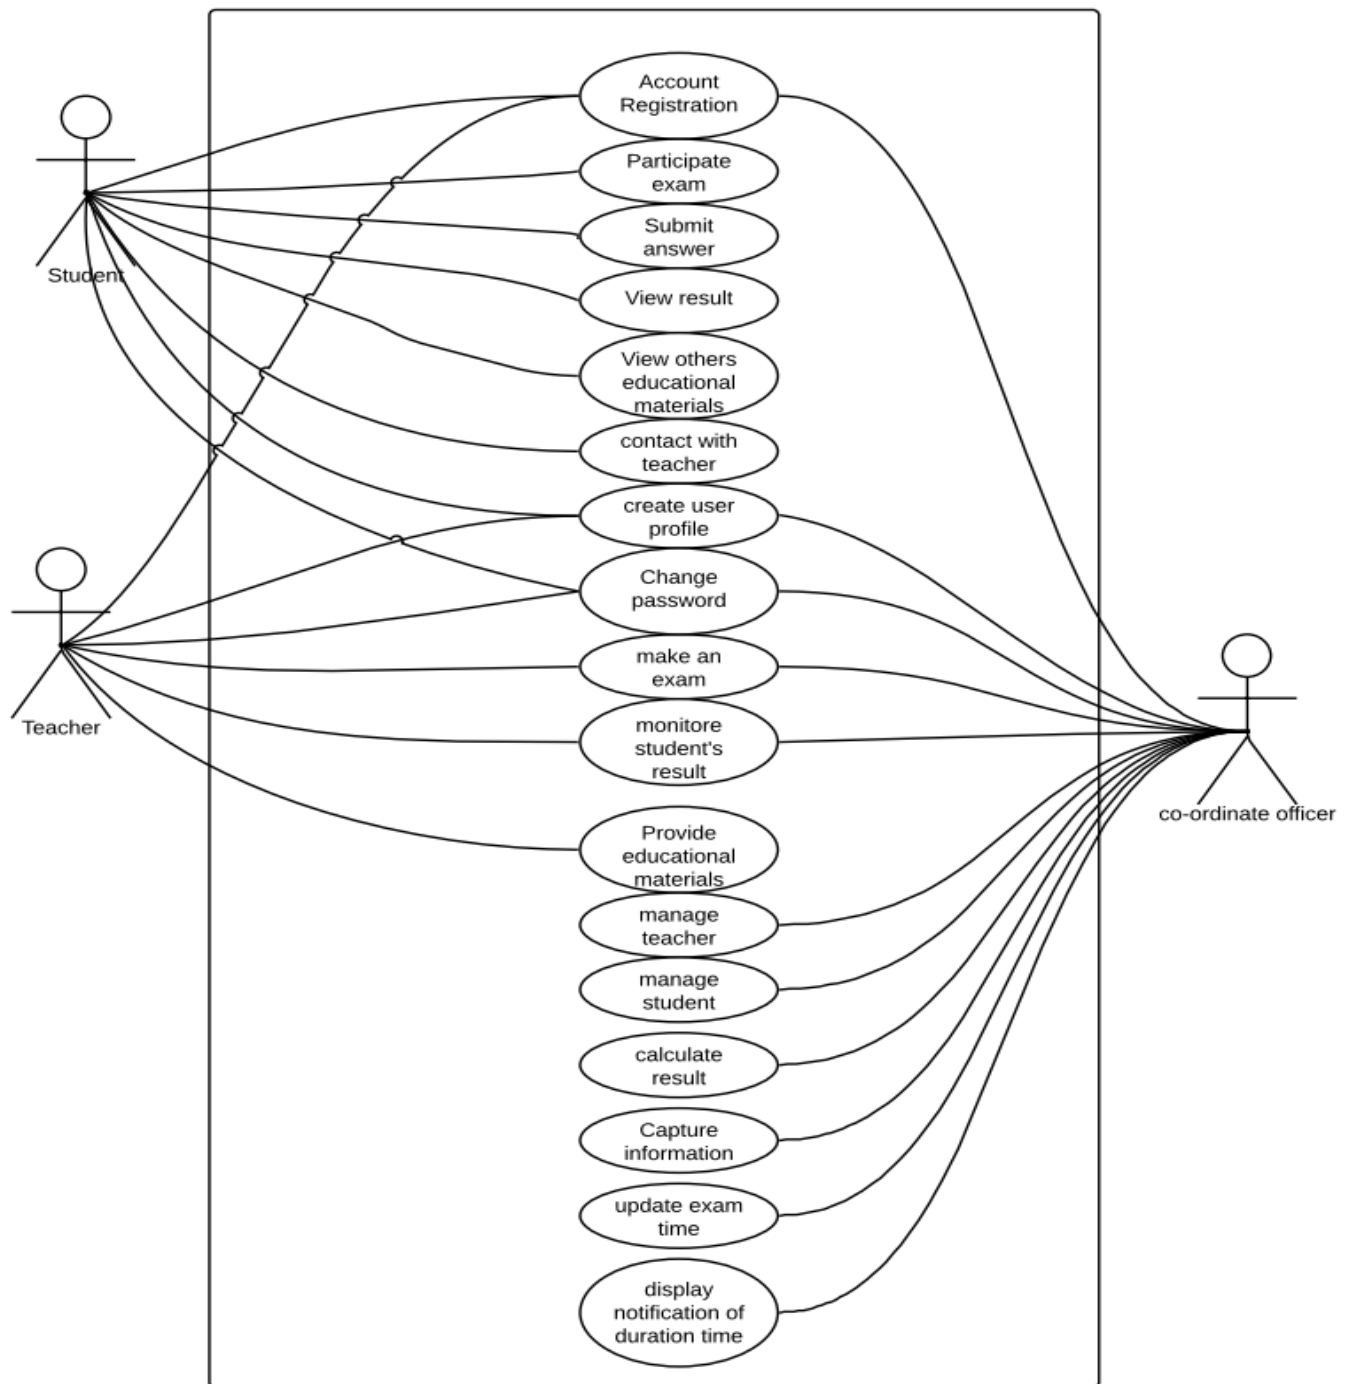 Account
Registration
Participate
exam
Submit
answer
Student
View result
View others
educational
materials
contact with
teacher
create user
profile
Change
password
make an
exam
Teacher
monitore
student's
result
co-ordinate officer
Provide
educational
materials
manage
teacher
manage
student
calculate
result
Capture
information
update exam
time
display
notification of
duration time